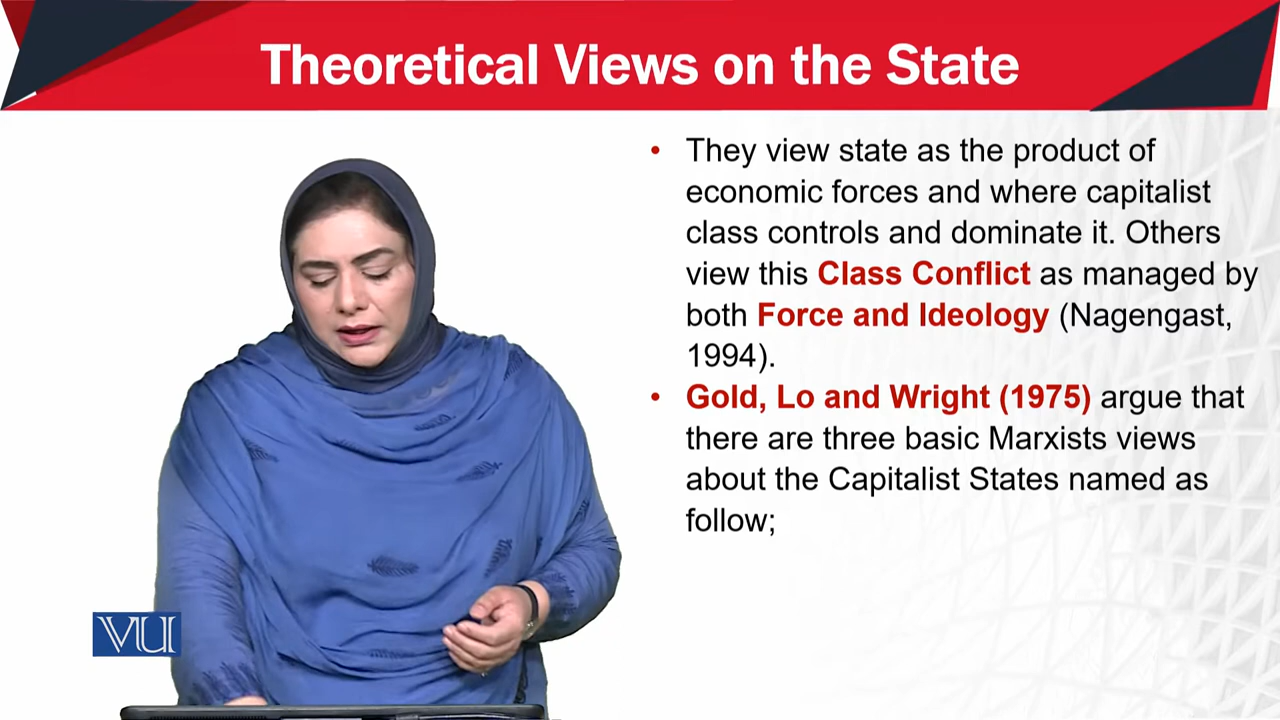 Theoretical Views on the State
• They view state as the product of
economic forces and where capitalist
class controls and dominate it. Others
view this Class Conflict as managed by
both Force and Ideology (Nagengast,
1994).
• Gold, Lo and Wright (1975) argue that
there are three basic Marxists views
about the Capitalist States named as
follow;
VU